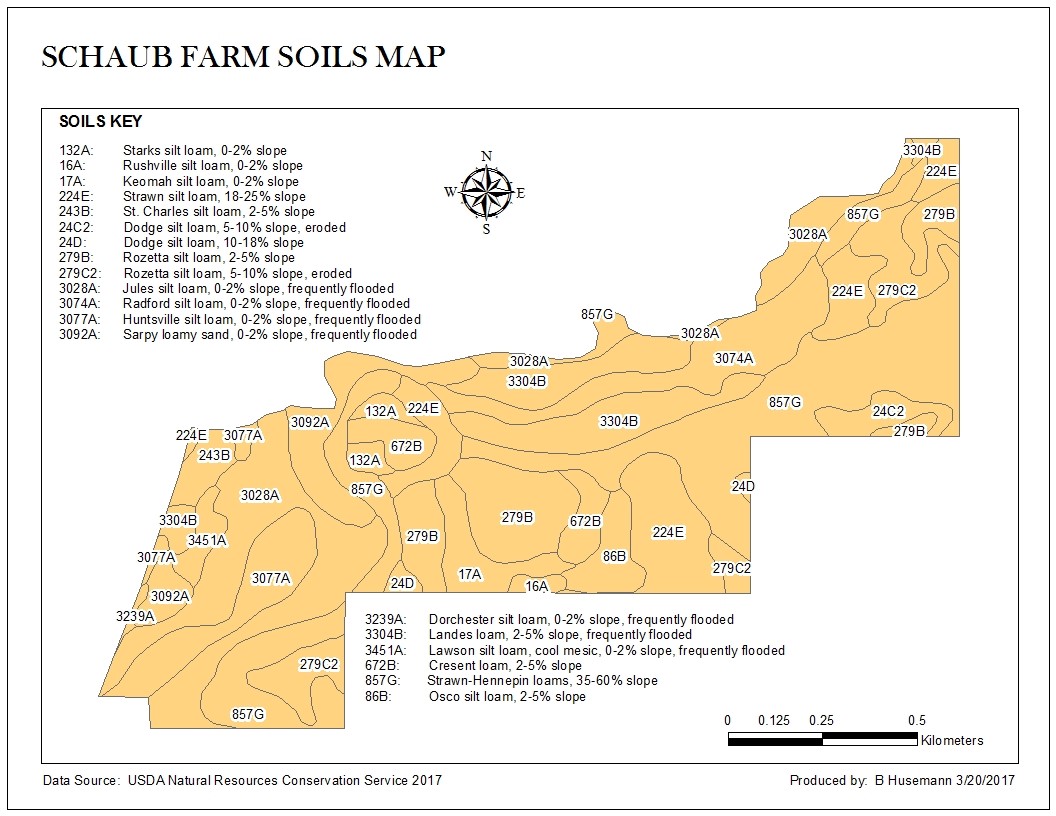 SCHAUB FARM SOILS MAP
SOILS KEY
132A: Starks silt loam, 0-2% slope
16A: Rushville silt loam, 0-2% slope
17A: Keomah silt loam, 0-2% slope
224E: Strawn silt loam, 18-25% slope
243B: St. Charles silt loam, 2-5% slope
24C2: Dodge silt loam, 5-10% slope, eroded
24D: Dodge silt loam, 10-18% slope
279B: Rozetta silt loam, 2-5% slope
279C2: Rozetta silt loam, 5-10% slope, eroded
3028A: Jules silt loam, 0-2% slope, frequently flooded
3074A: Radford silt loam, 0-2% slope, frequently flooded
3077A: Huntsville silt loam, 0-2% slope, frequently flooded
3092A: Sarpy loamy sand, 0-2% slope, frequently flooded
N
W E
S
3304B
224E
857G 279B
3028A
224E 279C2
857G
3028A
3028A 3074A
3304B
857G
132A 224E 24C2
3092A 3304B
279B
224E 3077A
672B
243B 132A
857G 24D
3028A
279B
3304B 672B
224E
3451A 279B
3077A 86B
279C2
3077A 24D 17A
16A
3092A
3239A
279C2
857G
3239A: Dorchester silt loam, 0-2% slope, frequently flooded
3304B: Landes loam, 2-5% slope, frequently flooded
3451A: Lawson silt loam, cool mesic, 0-2% slope, frequently flooded
672B: Cresent loam, 2-5% slope
857G: Strawn-Hennepin loams, 35-60% slope
86B: Osco silt loam, 2-5% slope
0 0.125 0.25 0.5
Kilometers
Data Source: USDA Natural Resources Conservation Service 2017
Produced by: B Husemann 3/20/2017